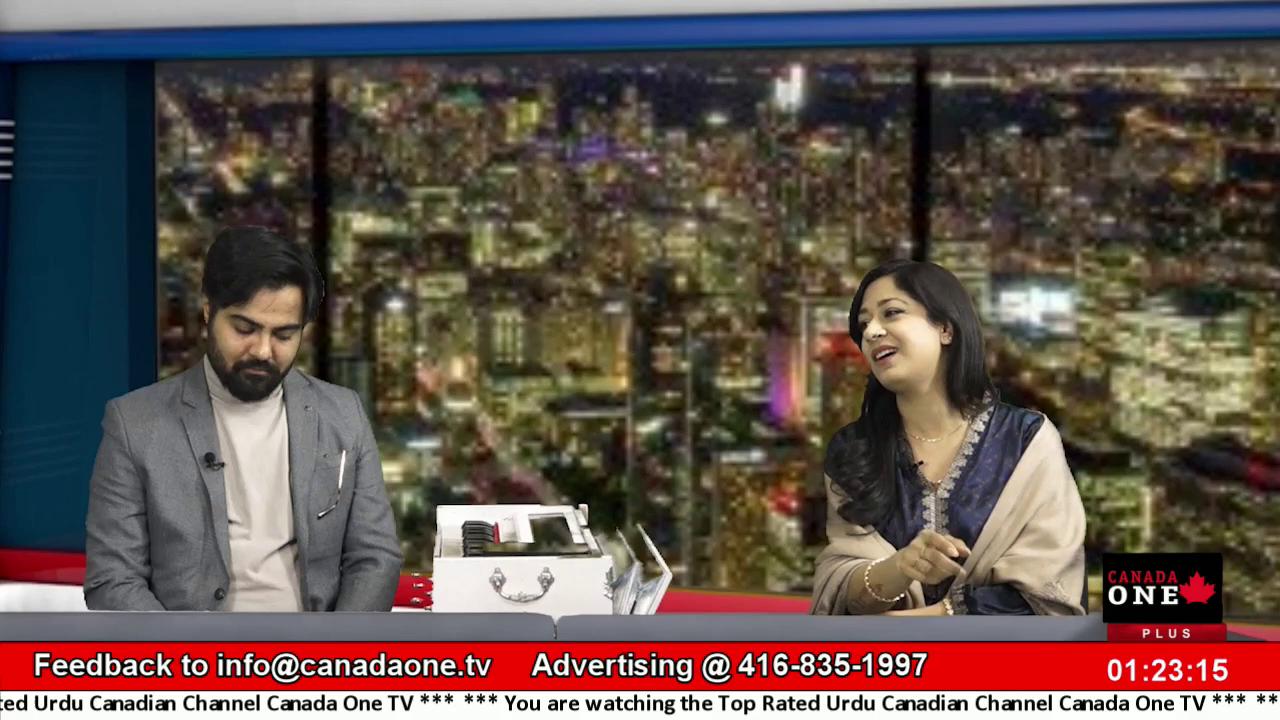 CANADA
ONE
PLUS
Feedback to info@canadaone.tv Advertising @ 416-835-1997
01:23:15
ted Urdu Canadian Channel Canada One TV *** *** You are watching the Top Rated Urdu Canadian Channel Canada One TV *** **